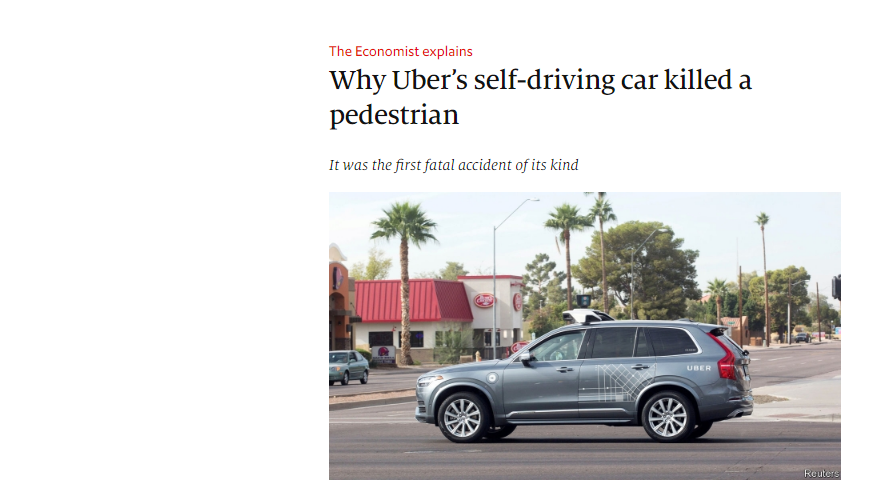 The Economist explains
Why Uber's self-driving car killed a
pedestrian
It was the first fatal accident of its kind
UBER
Reuters